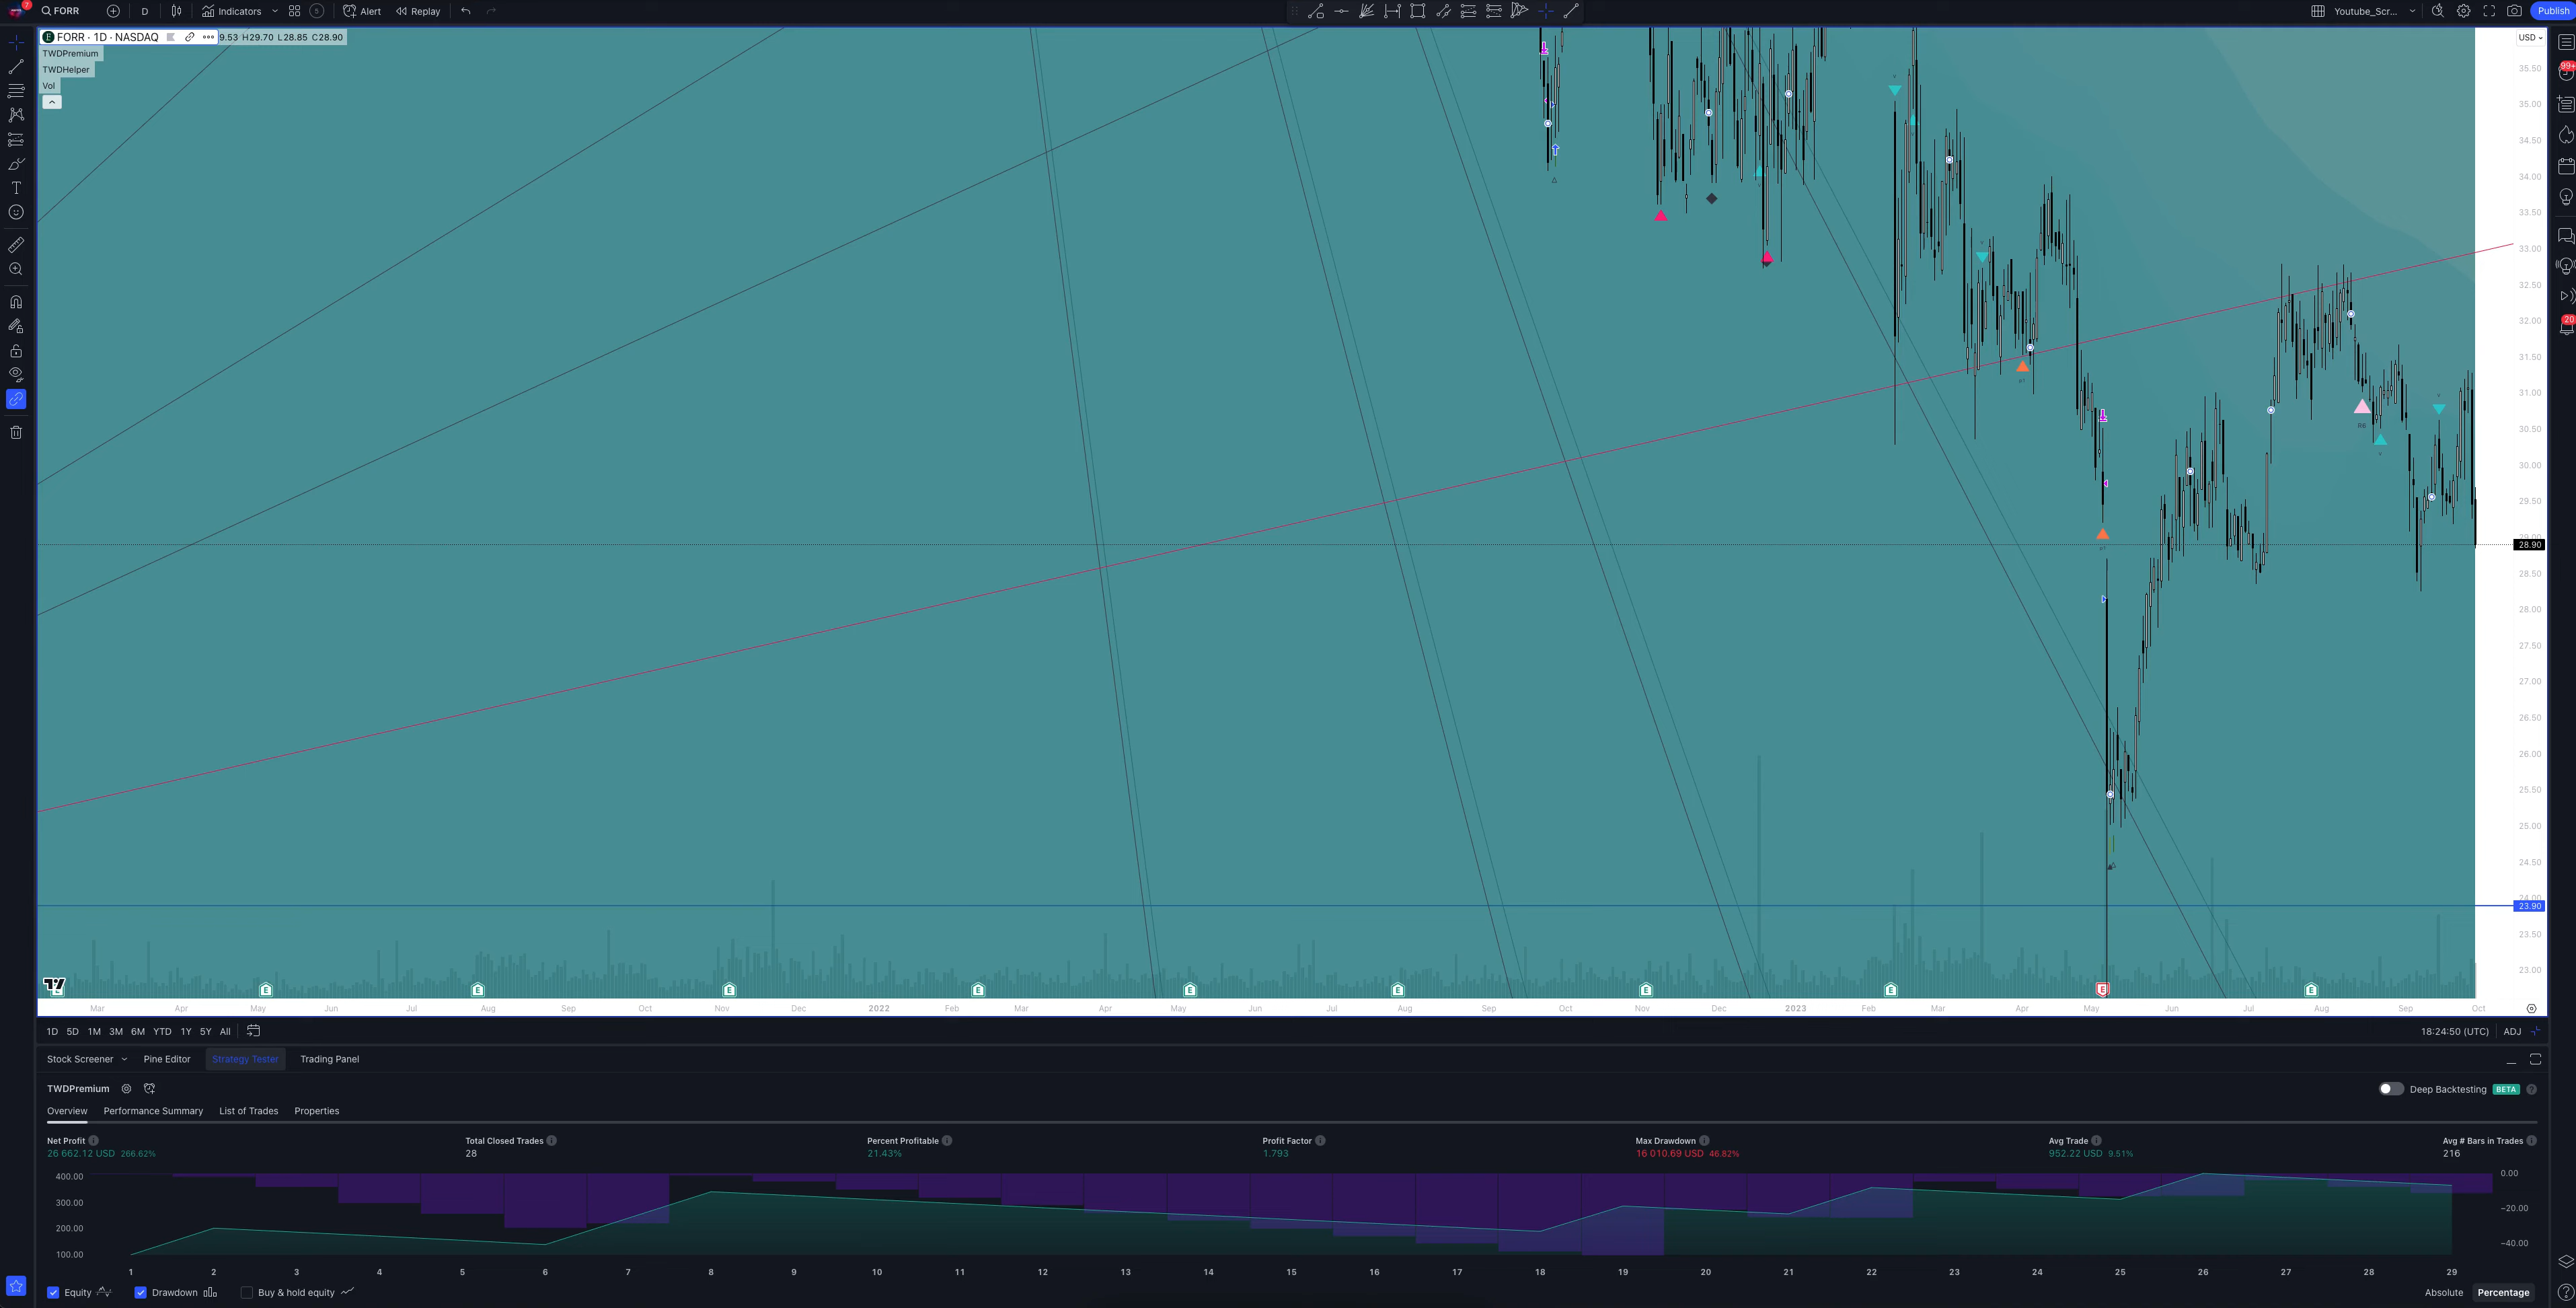 7 FORR D Indicators 5 Alert Replay Youtube_Scr... Publish
FORR · 1D · NASDAQ 9.53 H29.70 L28.85 C28.90 USD
TWDPremium
TWDHelper
Vol
99+
20
35.50
35.00
34.50
34.00
33.50
33.00
32.50
32.00
31.50
31.00
30.50
R6
30.00
29.50
28.90
28.50
28.00
27.50
27.00
26.50
26.00
25.50
25.00
24.50
23.90
23.50
23.00
E E E E E E E E E E E
Mar Apr May Jun Jul Aug Sep Oct Nov Dec 2022 Feb Mar Apr May Jun Jul Aug Sep Oct Nov Dec 2023 Feb Mar Apr May Jun Jul Aug Sep Oct
1D 5D 1M 3M 6M YTD 1Y 5Y All 18:24:50 (UTC) ADJ
Stock Screener Pine Editor Strategy Tester Trading Panel
TWDPremium Deep Backtesting BETA
Overview Performance Summary List of Trades Properties
Net Profit Total Closed Trades Percent Profitable Profit Factor Max Drawdown Avg Trade Avg # Bars in Trades
26 662.12 USD 266.62% 28 21.43% 1.793 16 010.69 USD 46.82% 952.22 USD 9.51% 216
400.00 0.00
300.00
200.00 −20.00
100.00 −40.00
1 2 3 4 5 6 7 8 9 10 11 12 13 14 15 16 17 18 19 20 21 22 23 24 25 26 27 28 29
Equity Drawdown Buy & hold equity Absolute Percentage